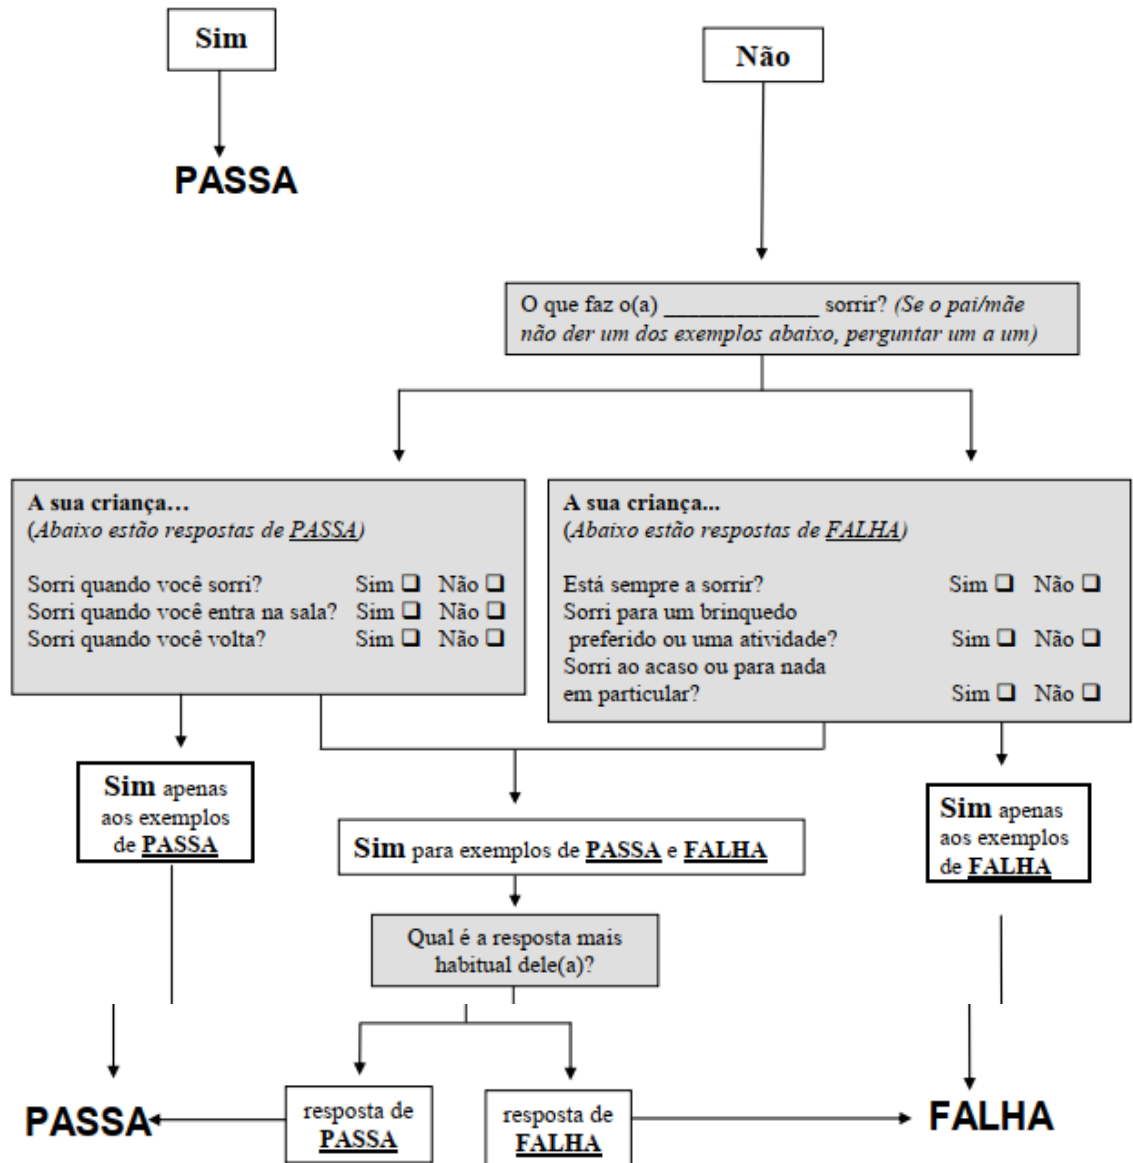 Sim
Não
PASSA
O que faz o(a) _____________ sorrir? (Se o pai/mãe
não der um dos exemplos abaixo, perguntar um a um)
A sua criança…
(Abaixo estão respostas de PASSA)
Sorri quando você sorri? Sim ❑ Não ❑
Sorri quando você entra na sala? Sim ❑ Não ❑
Sorri quando você volta? Sim ❑ Não ❑
A sua criança...
(Abaixo estão respostas de FALHA)
Está sempre a sorrir? Sim ❑ Não ❑
Sorri para um brinquedo
preferido ou uma atividade? Sim ❑ Não ❑
Sorri ao acaso ou para nada
em particular? Sim ❑ Não ❑
Sim apenas
aos exemplos
de PASSA
Sim para exemplos de PASSA e FALHA
Sim apenas
aos exemplos
de FALHA
Qual é a resposta mais
habitual dele(a)?
PASSA
resposta de
PASSA
resposta de
FALHA
FALHA